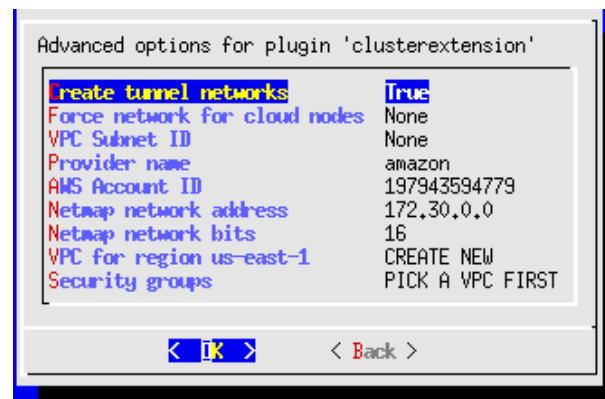 Advanced options for plugin 'clusterextension'
Create tunnel networks True
Force network for cloud nodes None
VPC Subnet ID None
Provider name amazon
AWS Account ID 197943594779
Netmap network address 172.30.0.0
Netmap network bits 16
VPC for region us-east-1 CREATE NEW
Security groups PICK A VPC FIRST
< OK > < Back >